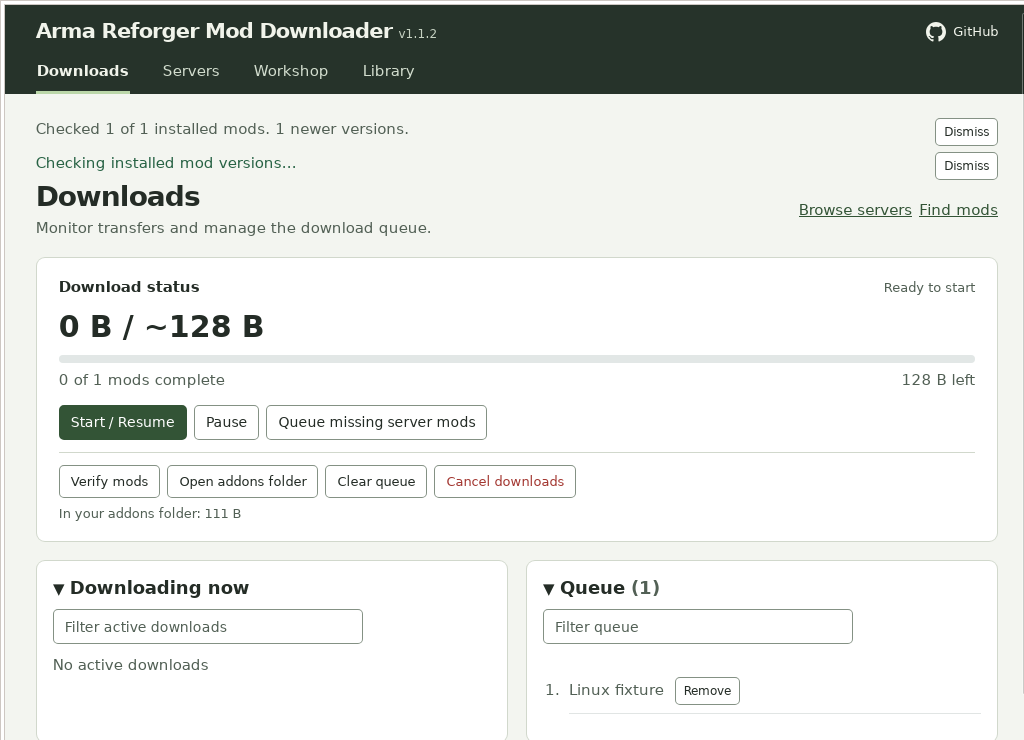 Arma Reforger Mod Downloader v1.1.2
GitHub
Downloads Servers Workshop Library
Checked 1 of 1 installed mods. 1 newer versions.
Dismiss
Checking installed mod versions…
Dismiss
Downloads
Monitor transfers and manage the download queue.
Browse servers Find mods
Download status
Ready to start
0 B / ~128 B
0 of 1 mods complete
128 B left
Start / Resume Pause Queue missing server mods
Verify mods Open addons folder Clear queue Cancel downloads
In your addons folder: 111 B
▼ Downloading now
Filter active downloads
No active downloads
▼ Queue (1)
Filter queue
1. Linux fixture Remove